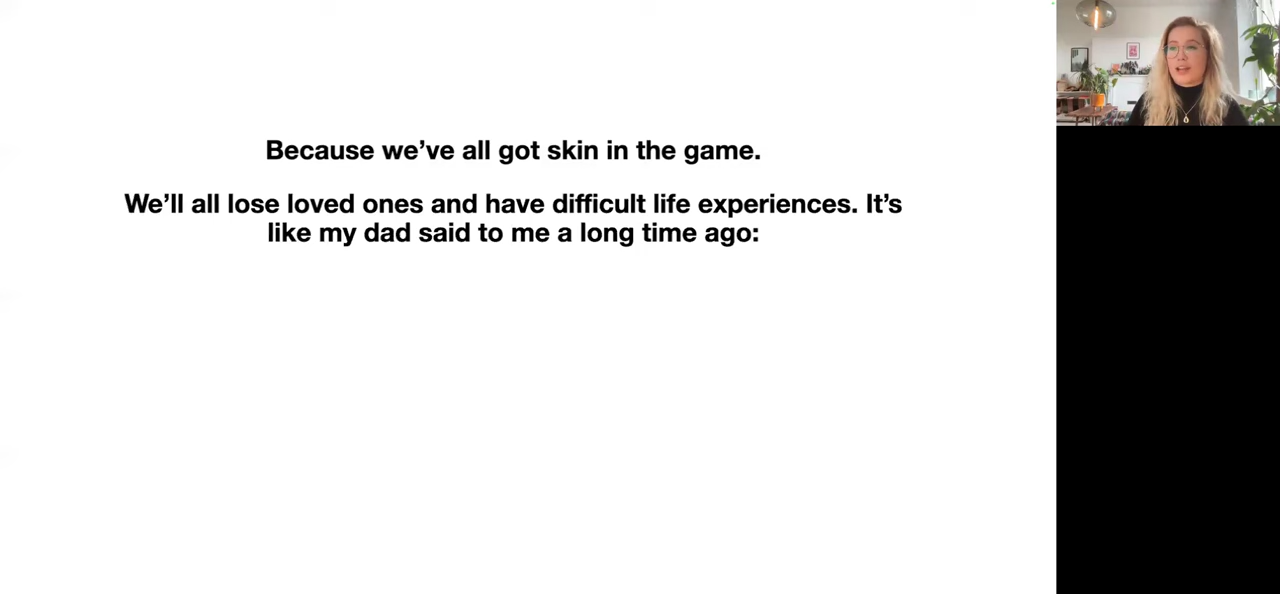 Because we’ve all got skin in the game.
We’ll all lose loved ones and have difficult life experiences. It’s
like my dad said to me a long time ago: